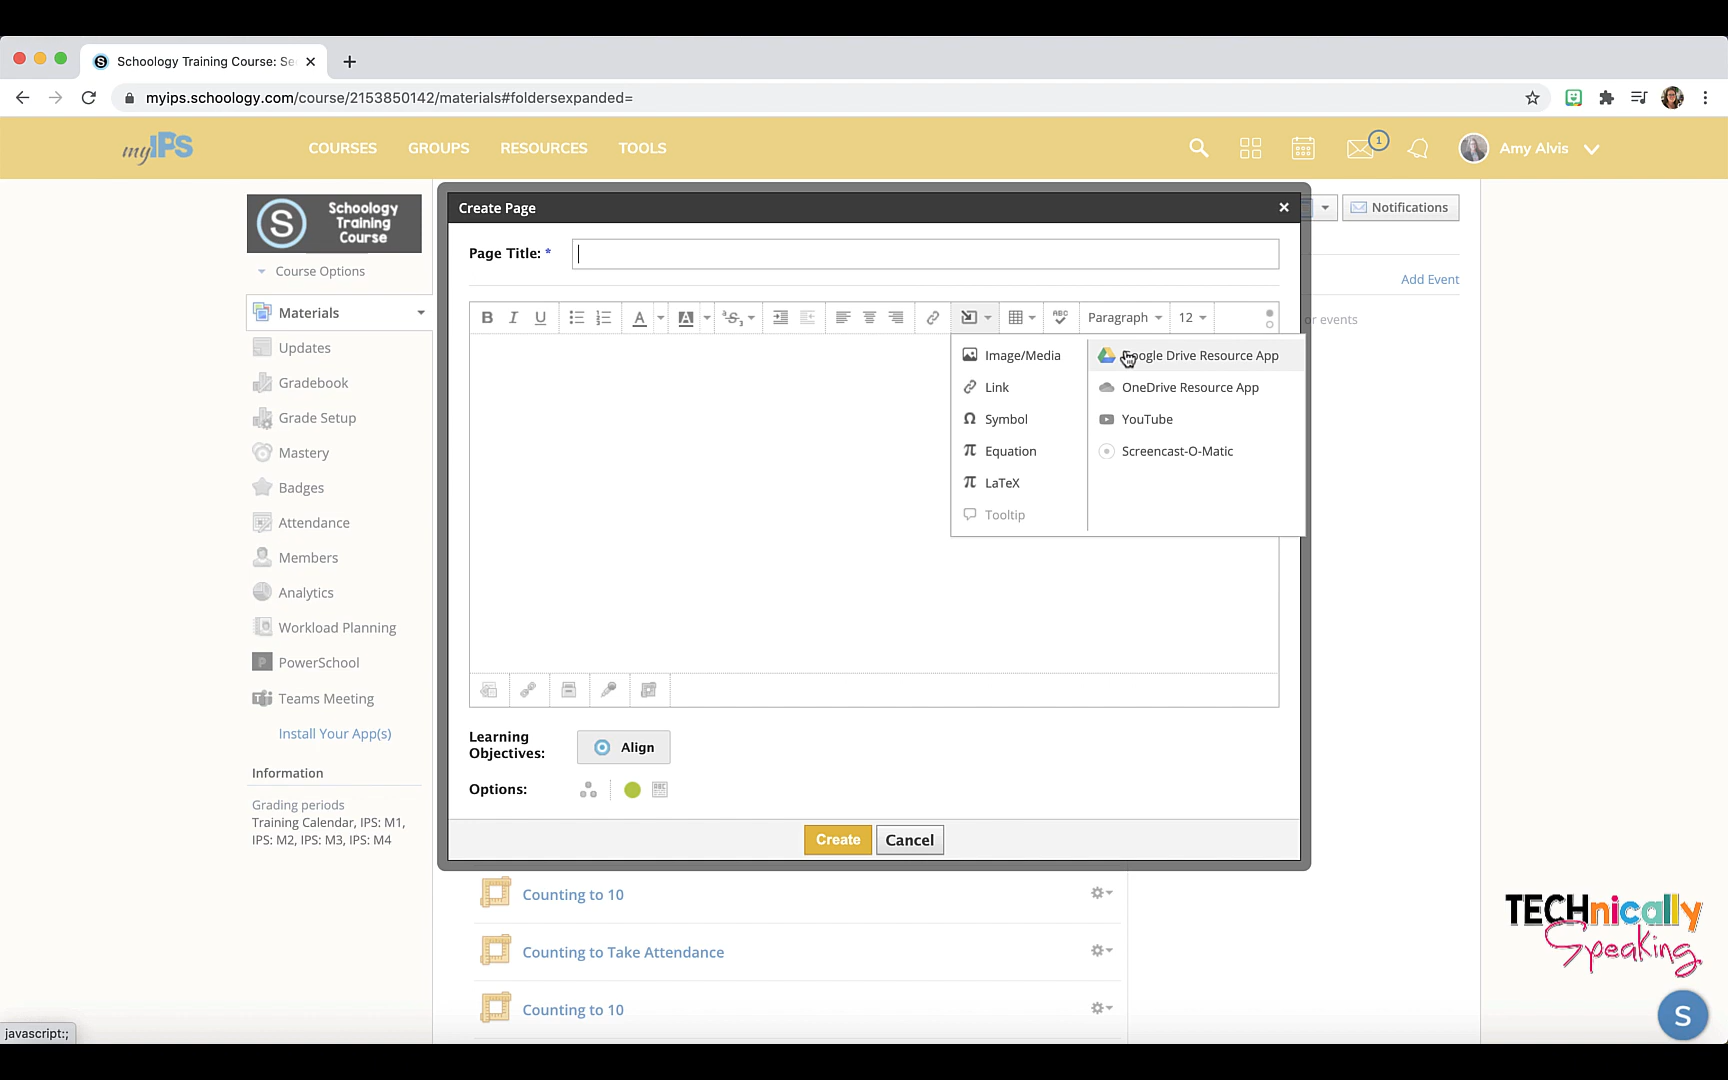 Schoology Training Course: Se
myips.schoology.com/course/2153850142/materials#foldersexpanded=
myIPS
COURSES
GROUPS
RESOURCES
TOOLS
1
Amy Alvis
S
Schoology
Training
Course
Course Options
Materials
Updates
Gradebook
Grade Setup
Mastery
Badges
Attendance
Members
Analytics
Workload Planning
P
PowerSchool
Teams Meeting
Install Your App(s)
Information
Grading periods
Training Calendar, IPS: M1,
IPS: M2, IPS: M3, IPS: M4
Create Page
Page Title: *
B I U
A
A
S
ABC
Paragraph
12
Image/Media
Link
Ω Symbol
π Equation
π LaTeX
Tooltip
Google Drive Resource App
OneDrive Resource App
YouTube
Screencast-O-Matic
Learning
Objectives:
Align
Options:
Create
Cancel
Notifications
Add Event
or events
Counting to 10
Counting to Take Attendance
Counting to 10
TECHnically
Speaking
S
javascript:;